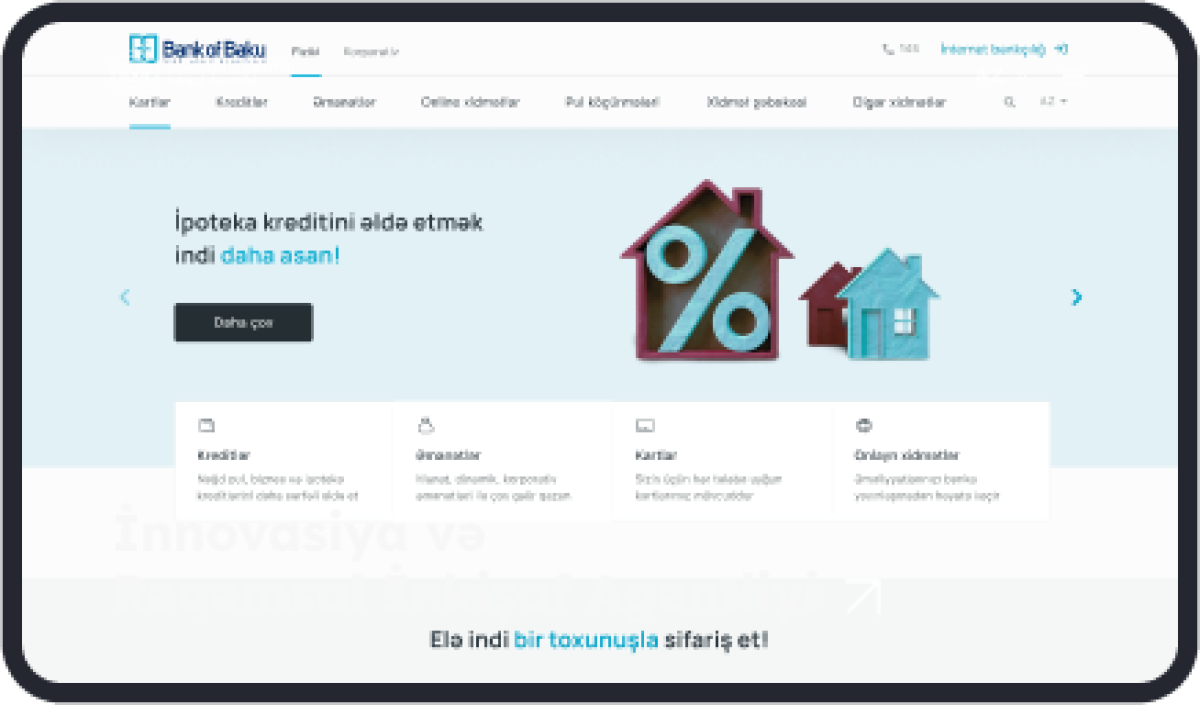 Bank of Baku Fiziki Korporativ 145 İnternet bankçılığ
Kartlar Kreditlər Əmanətlər Online xidmətlər Pul köçürmələri Xidmət şəbəkəsi Digər xidmətlər AZ
İpoteka kreditini əldə etmək
indi daha asan!
Daha çox
Kreditlər Əmanətlər Kartlar Onlayn xidmətlər
Nağd pul, biznes və ipoteka
kreditlərini daha sərfəli əldə et
Klassik, dinamik, korporativ
əmanətləri ilə çox gəlir qazan
Sizin üçün hər tələbə uyğun
kartlarımız mövcuddur
Əməliyyatlarınızı banka
yaxınlaşmadan həyata keçir
İnnovasiya və
Elə indi bir toxunuşla sifariş et!